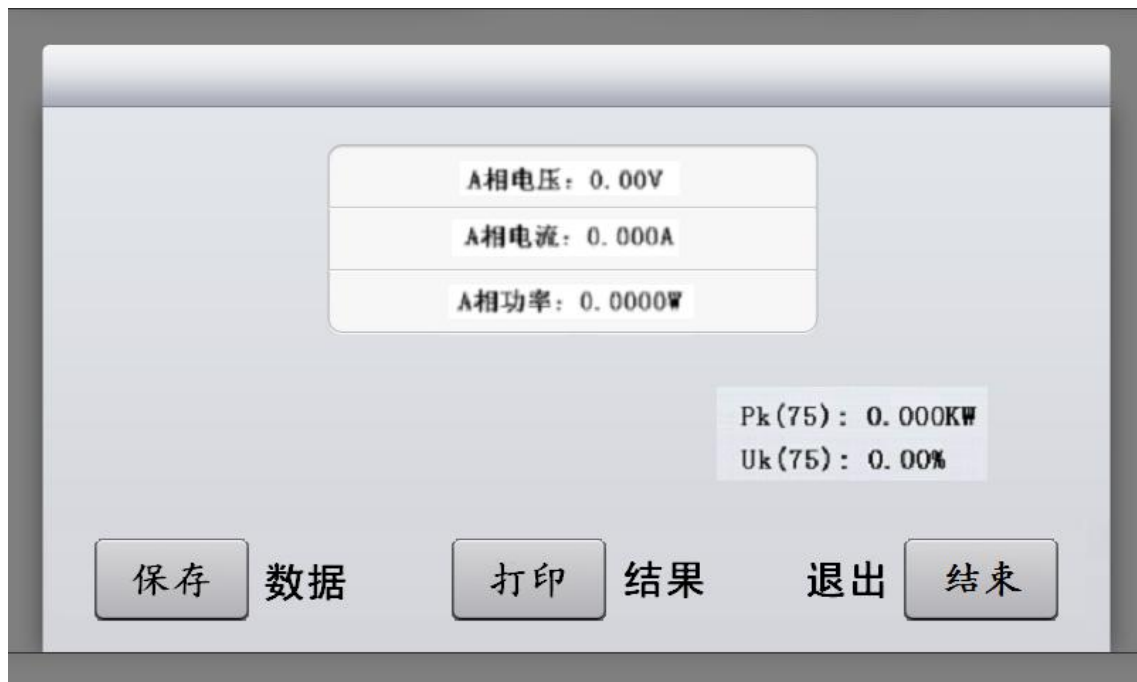 A相电压: 0.00V
A相电流: 0.000A
A相功率: 0.0000W
Pk(75): 0.000KW
Uk(75): 0.00%
保存 数据 打印 结果 退出 结束